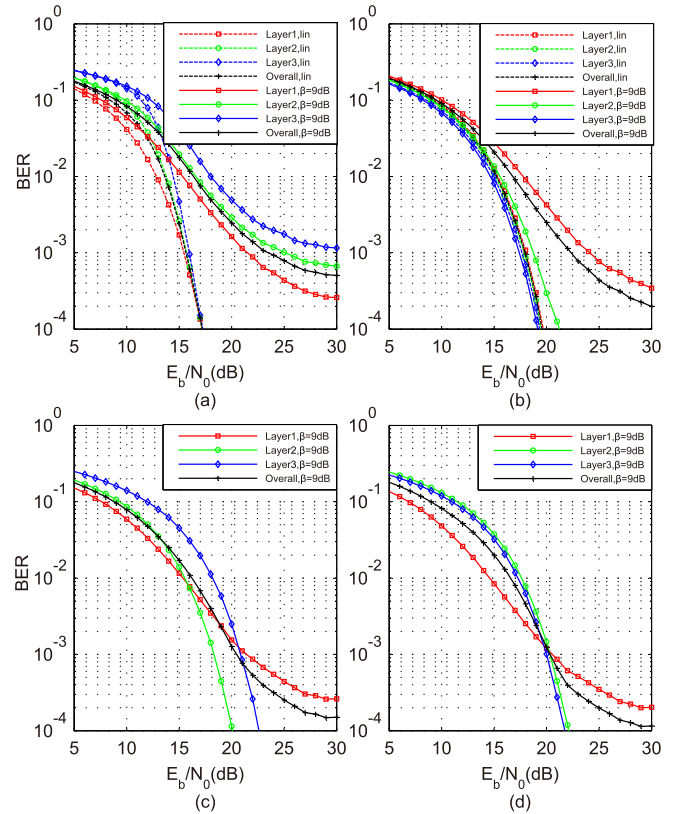 10^0
10^-1
10^-2
10^-3
10^-4
BER
5 10 15 20 25 30
E_b/N_0(dB)
(a)
Layer1,lin
Layer2,lin
Layer3,lin
Overall,lin
Layer1,β=9dB
Layer2,β=9dB
Layer3,β=9dB
Overall,β=9dB
10^0
10^-1
10^-2
10^-3
10^-4
5 10 15 20 25 30
E_b/N_0(dB)
(b)
Layer1,lin
Layer2,lin
Layer3,lin
Overall,lin
Layer1,β=9dB
Layer2,β=9dB
Layer3,β=9dB
Overall,β=9dB
10^0
10^-1
10^-2
10^-3
10^-4
BER
5 10 15 20 25 30
E_b/N_0(dB)
(c)
Layer1,β=9dB
Layer2,β=9dB
Layer3,β=9dB
Overall,β=9dB
10^0
10^-1
10^-2
10^-3
10^-4
5 10 15 20 25 30
E_b/N_0(dB)
(d)
Layer1,β=9dB
Layer2,β=9dB
Layer3,β=9dB
Overall,β=9dB